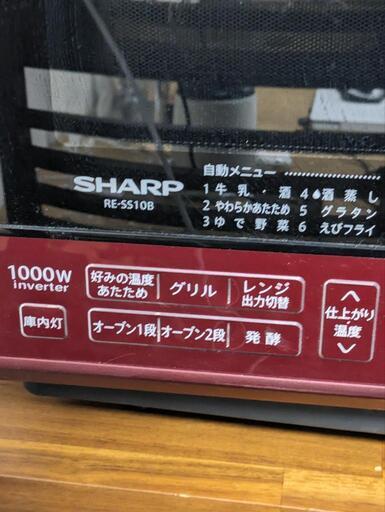 自動メニュー
SHARP
RE-SS10B
1 牛乳・酒 4 酒蒸し
2 やわらかあたため 5 グラタン
3 ゆで野菜 6 えびフライ
1000W
inverter
好みの温度
あたため
グリル
レンジ
出力切替
庫内灯
オーブン1段
オーブン2段
発酵
仕上がり
温度